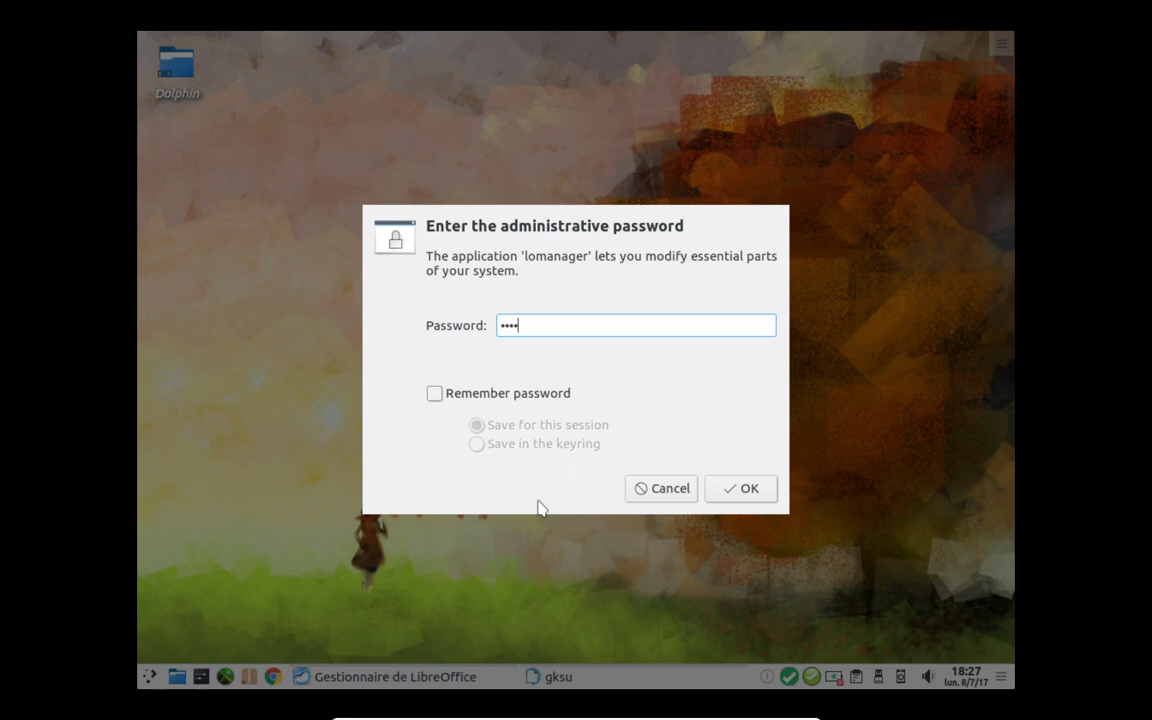 Dolphin
Enter the administrative password
The application 'lomanager' lets you modify essential parts
of your system.
Password: ••••
Remember password
Save for this session
Save in the keyring
Cancel OK
Gestionnaire de LibreOffice gksu 18:27
lun. 8/7/17